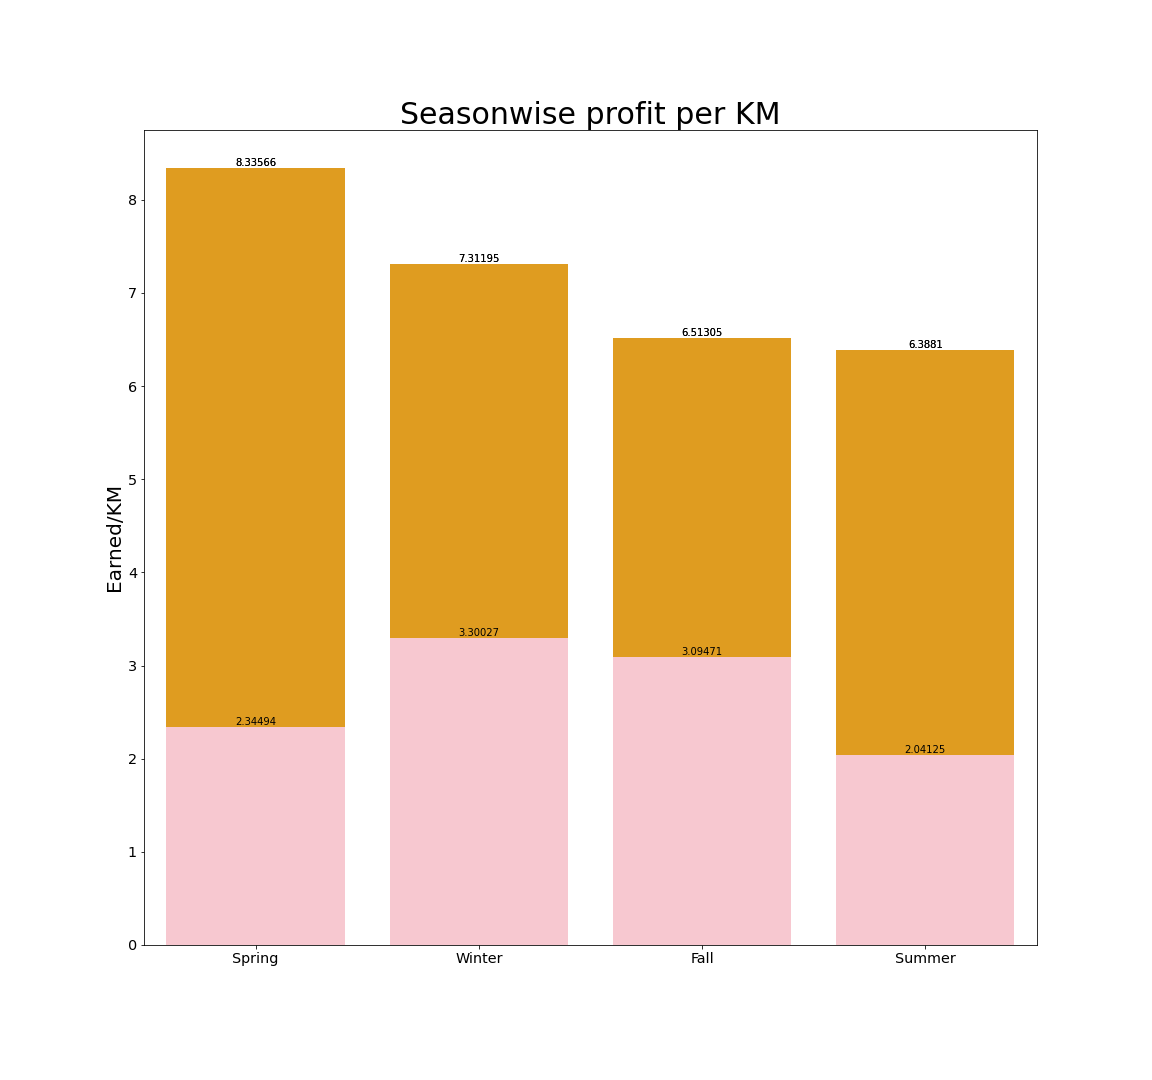 Seasonwise profit per KM
Earned/KM
8
7
6
5
4
3
2
1
0
8.33566
7.31195
6.51305
6.3881
2.34494
3.30027
3.09471
2.04125
Spring
Winter
Fall
Summer